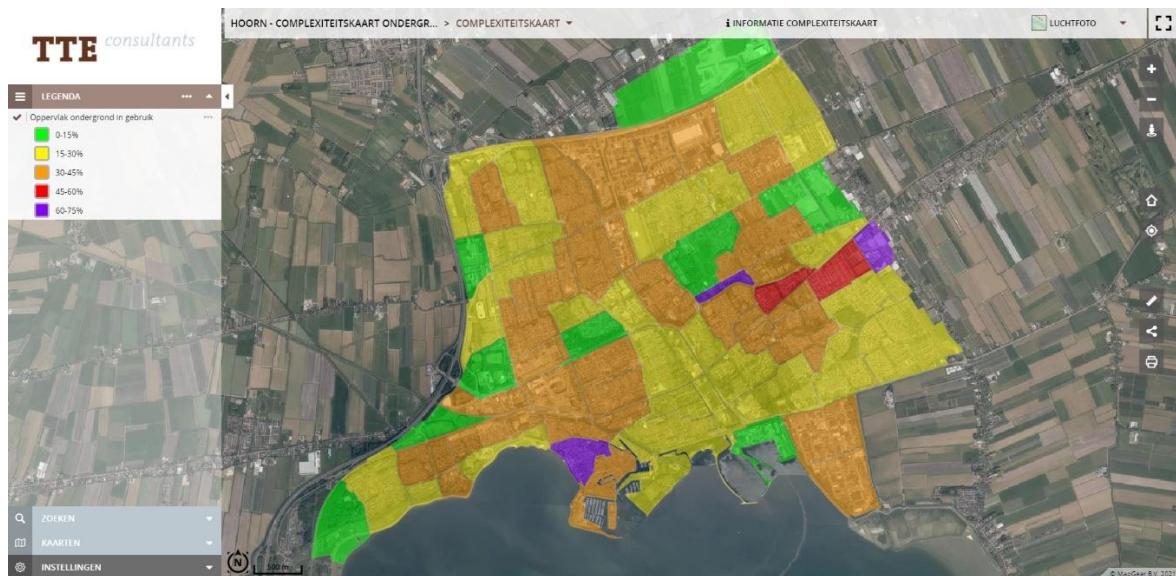 TTE consultants
HOORN - COMPLEXITEITSKAART ONDERGR... > COMPLEXITEITSKAART
INFORMATIE COMPLEXITEITSKAART
LUCHTFOTO
LEGENDA
Oppervlak ondergrond in gebruik
0-15%
15-30%
30-45%
45-60%
60-75%
ZOEKEN
KAARTEN
INSTELLINGEN
N
500 m